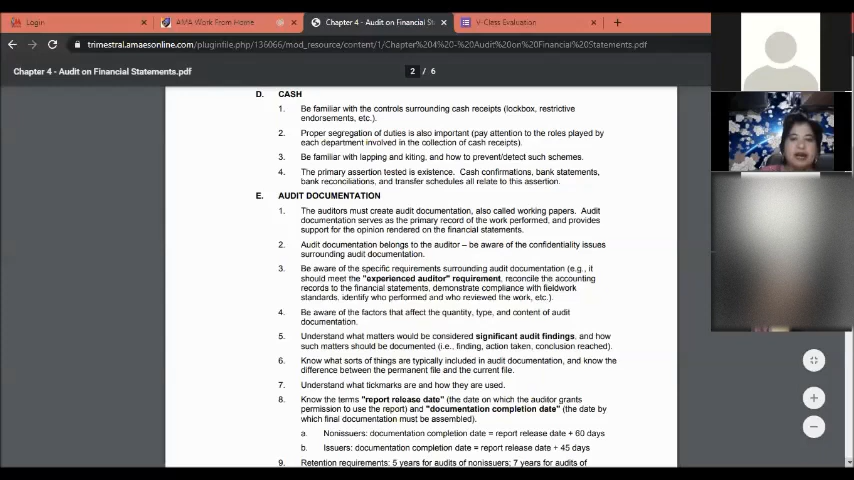 Login
AMA Work From Home
Chapter 4 - Audit on Financial St
V-Class Evaluation
trimestral.amaesonline.com/pluginfile.php/136066/mod_resource/content/1/Chapter%204%20-%20Audit%20on%20Financial%20Statements.pdf
Chapter 4 - Audit on Financial Statements.pdf
2 / 6
D. CASH
1. Be familiar with the controls surrounding cash receipts (lockbox, restrictive
endorsements, etc.).
2. Proper segregation of duties is also important (pay attention to the roles played by
each department involved in the collection of cash receipts).
3. Be familiar with lapping and kiting, and how to prevent/detect such schemes.
4. The primary assertion tested is existence. Cash confirmations, bank statements,
bank reconciliations, and transfer schedules all relate to this assertion.
E. AUDIT DOCUMENTATION
1. The auditors must create audit documentation, also called working papers. Audit
documentation serves as the primary record of the work performed, and provides
support for the opinion rendered on the financial statements.
2. Audit documentation belongs to the auditor – be aware of the confidentiality issues
surrounding audit documentation.
3. Be aware of the specific requirements surrounding audit documentation (e.g., it
should meet the "experienced auditor" requirement, reconcile the accounting
records to the financial statements, demonstrate compliance with fieldwork
standards, identify who performed and who reviewed the work, etc.).
4. Be aware of the factors that affect the quantity, type, and content of audit
documentation.
5. Understand what matters would be considered significant audit findings, and how
such matters should be documented (i.e., finding, action taken, conclusion reached).
6. Know what sorts of things are typically included in audit documentation, and know the
difference between the permanent file and the current file.
7. Understand what tickmarks are and how they are used.
8. Know the terms "report release date" (the date on which the auditor grants
permission to use the report) and "documentation completion date" (the date by
which final documentation must be assembled).
a. Nonissuers: documentation completion date = report release date + 60 days
b. Issuers: documentation completion date = report release date + 45 days
9. Retention requirements: 5 years for audits of nonissuers; 7 years for audits of